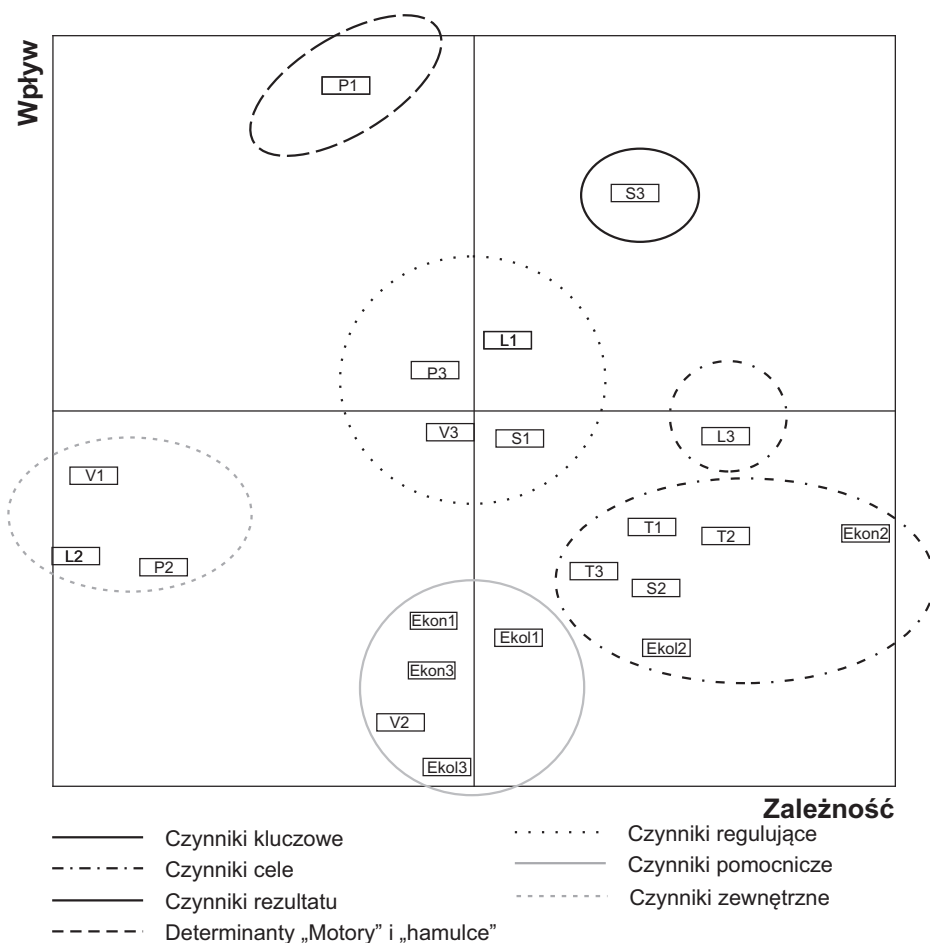 Wpływ
P1
S3
L1
P3
V3
S1
L3
V1
T1
T2
Ekon2
L2
P2
T3
S2
Ekon1
Ekol1
Ekol2
Ekon3
V2
Ekol3
Zależność
Czynniki kluczowe
Czynniki cele
Czynniki rezultatu
Determinanty „Motory” i „hamulce”
Czynniki regulujące
Czynniki pomocnicze
Czynniki zewnętrzne